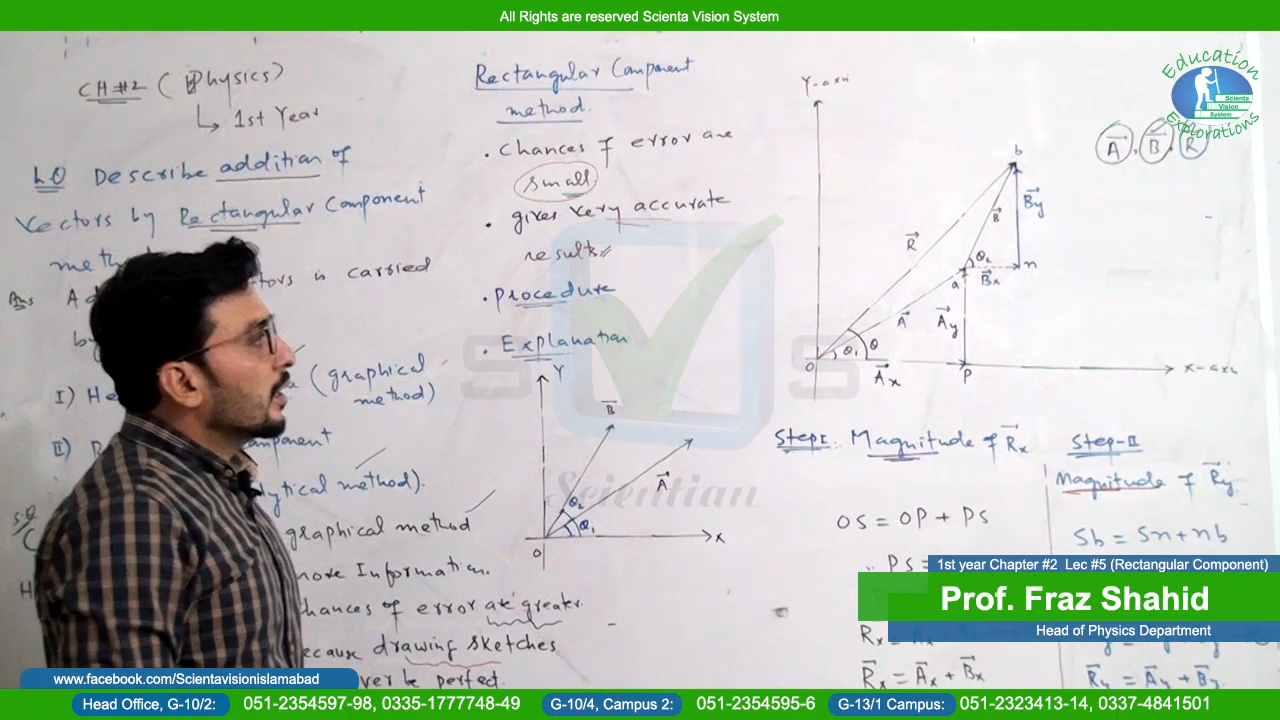 All Rights are reserved Scienta Vision System
Education
Scienta
Vision
System
Explorations
CH#2 (Physics)
↳ 1st Year
LO Describe addition of
vectors by Rectangular Component
Ans
carried
by
I) (graphical
method)
II)
method).
graphical method
more Information.
Chances of error are greater.
because drawing sketches
perfect.
Rectangular Component
method.
• Chances of error are
small
• gives very accurate
results
• procedure
• Explanation
Y
B
A
θ2
θ1
O
X
Y-axis
b
A, B, R
By
B
R
θ2
n
a
Bx
A
Ay
θ1 θ
O
Ax
P
X-axis
Step I: Magnitude of Rx
OS = OP + PS
∵ PS =
Rx =
Rx = Ax + Bx
Step-II
Magnitude of Ry
Sb = Sn + nb
Ry = Ay + By
S V S
Scientian
1st year Chapter #2 Lec #5 (Rectangular Component)
Prof. Fraz Shahid
Head of Physics Department
www.facebook.com/Scientavisionislamabad
Head Office, G-10/2: 051-2354597-98, 0335-1777748-49 G-10/4, Campus 2: 051-2354595-6 G-13/1 Campus: 051-2323413-14, 0337-4841501